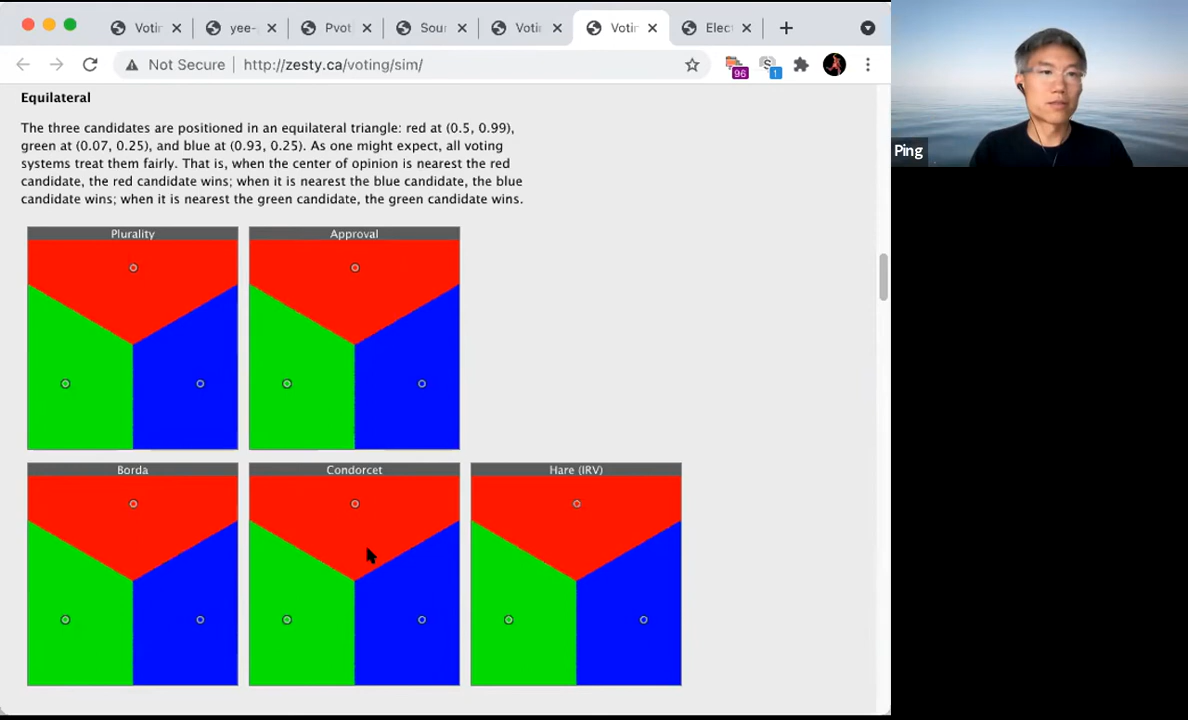 Votin
yee-
Pvot
Sour
Votin
Votin
Elect
Not Secure
http://zesty.ca/voting/sim/
96
1
Equilateral
The three candidates are positioned in an equilateral triangle: red at (0.5, 0.99),
green at (0.07, 0.25), and blue at (0.93, 0.25). As one might expect, all voting
systems treat them fairly. That is, when the center of opinion is nearest the red
candidate, the red candidate wins; when it is nearest the blue candidate, the blue
candidate wins; when it is nearest the green candidate, the green candidate wins.
Plurality
Approval
Borda
Condorcet
Hare (IRV)
Ping